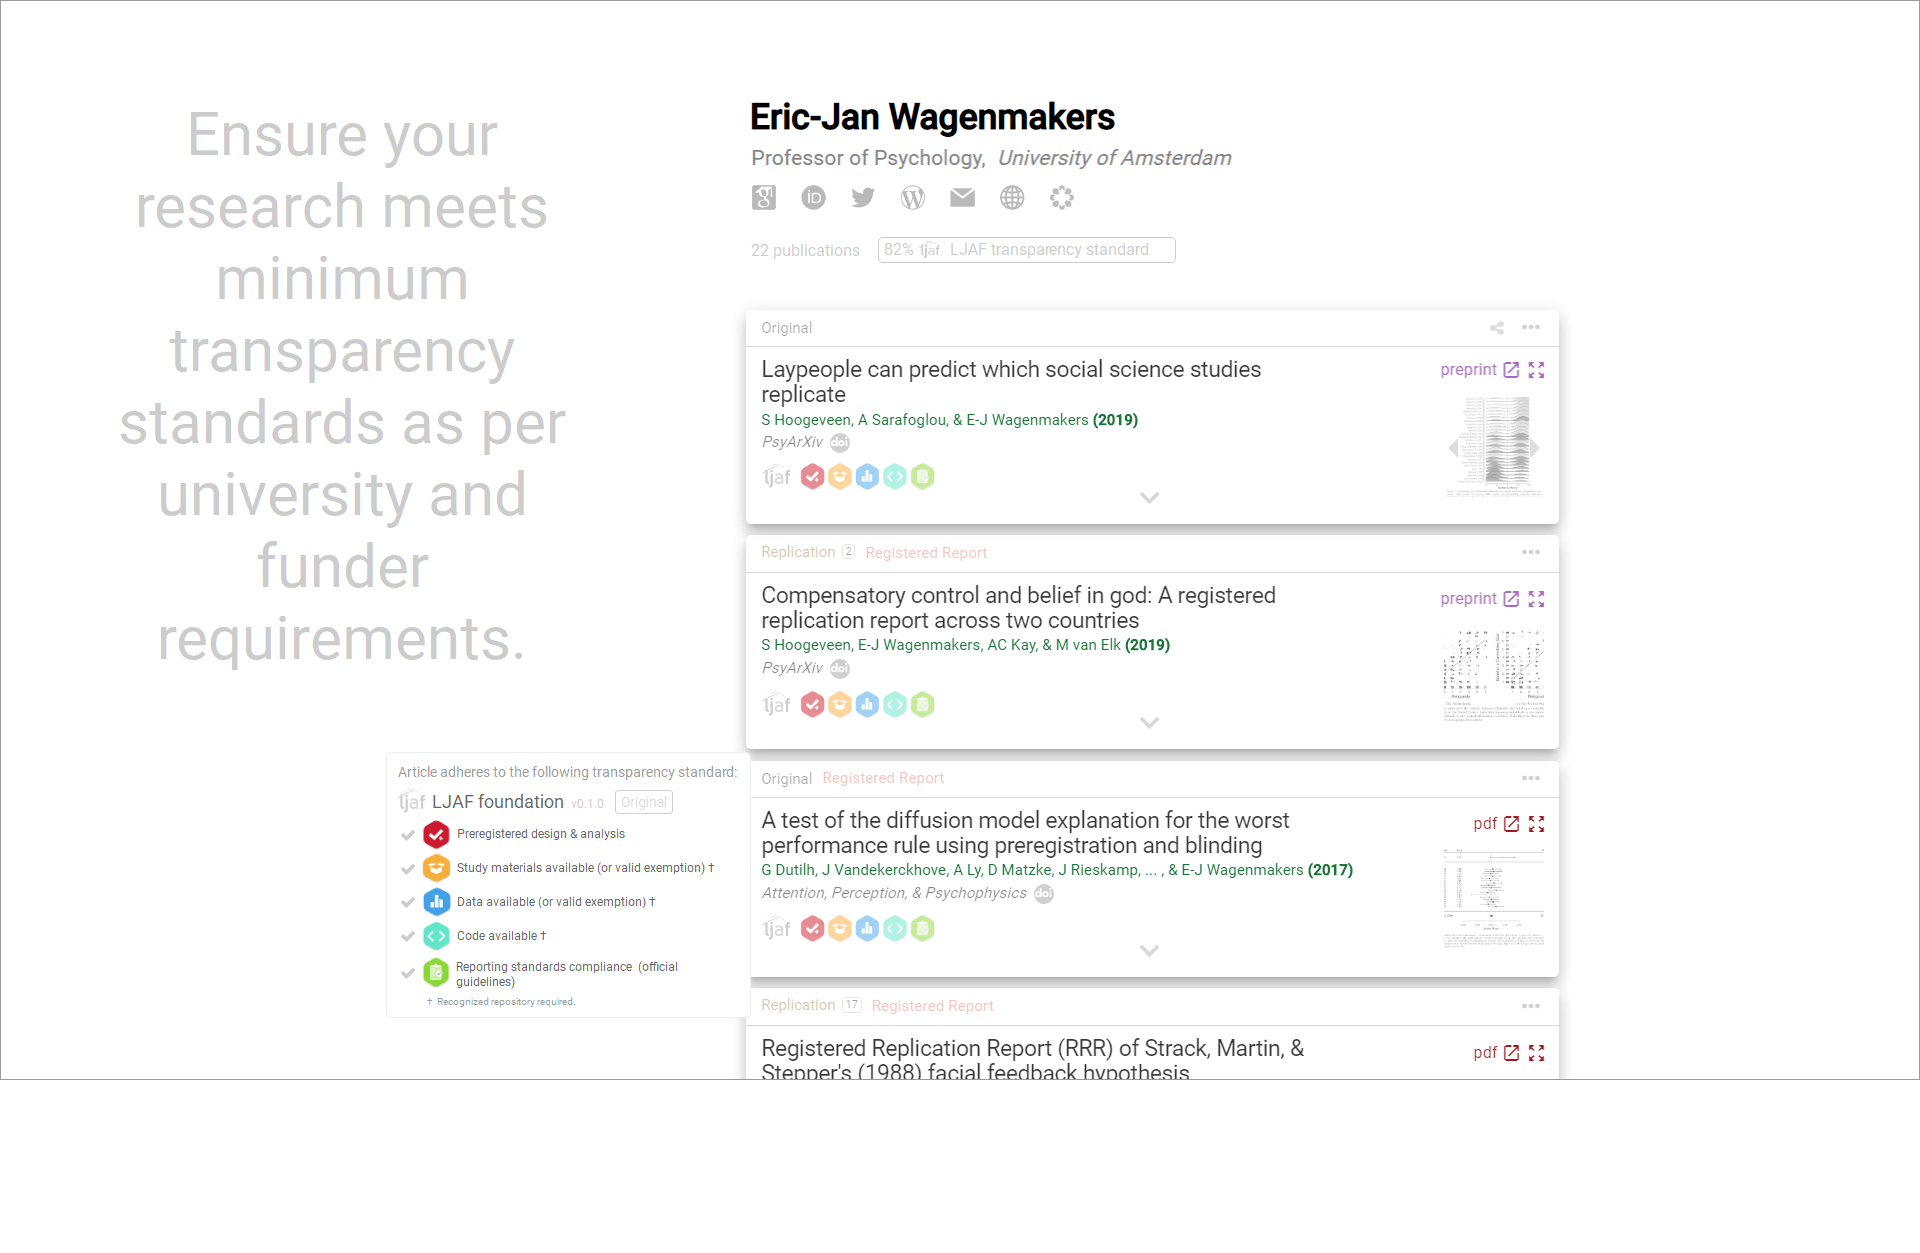 Ensure your
research meets
minimum
transparency
standards as per
university and
funder
requirements.
Eric-Jan Wagenmakers
Professor of Psychology, University of Amsterdam
22 publications
82% ljaf LJAF transparency standard
Original
Laypeople can predict which social science studies
replicate
preprint
S Hoogeveen, A Sarafoglou, & E-J Wagenmakers (2019)
PsyArXiv doi
ljaf
Replication 2 Registered Report
Compensatory control and belief in god: A registered
replication report across two countries
preprint
S Hoogeveen, E-J Wagenmakers, AC Kay, & M van Elk (2019)
PsyArXiv doi
ljaf
Original Registered Report
A test of the diffusion model explanation for the worst
performance rule using preregistration and blinding
pdf
G Dutilh, J Vandekerckhove, A Ly, D Matzke, J Rieskamp, ... , & E-J Wagenmakers (2017)
Attention, Perception, & Psychophysics doi
ljaf
Replication 17 Registered Report
Registered Replication Report (RRR) of Strack, Martin, &
Stepper's (1988) facial feedback hypothesis
pdf
Article adheres to the following transparency standard:
ljaf LJAF foundation v0.1.0 Original
Preregistered design & analysis
Study materials available (or valid exemption) †
Data available (or valid exemption) †
Code available †
Reporting standards compliance (official
guidelines)
† Recognized repository required.